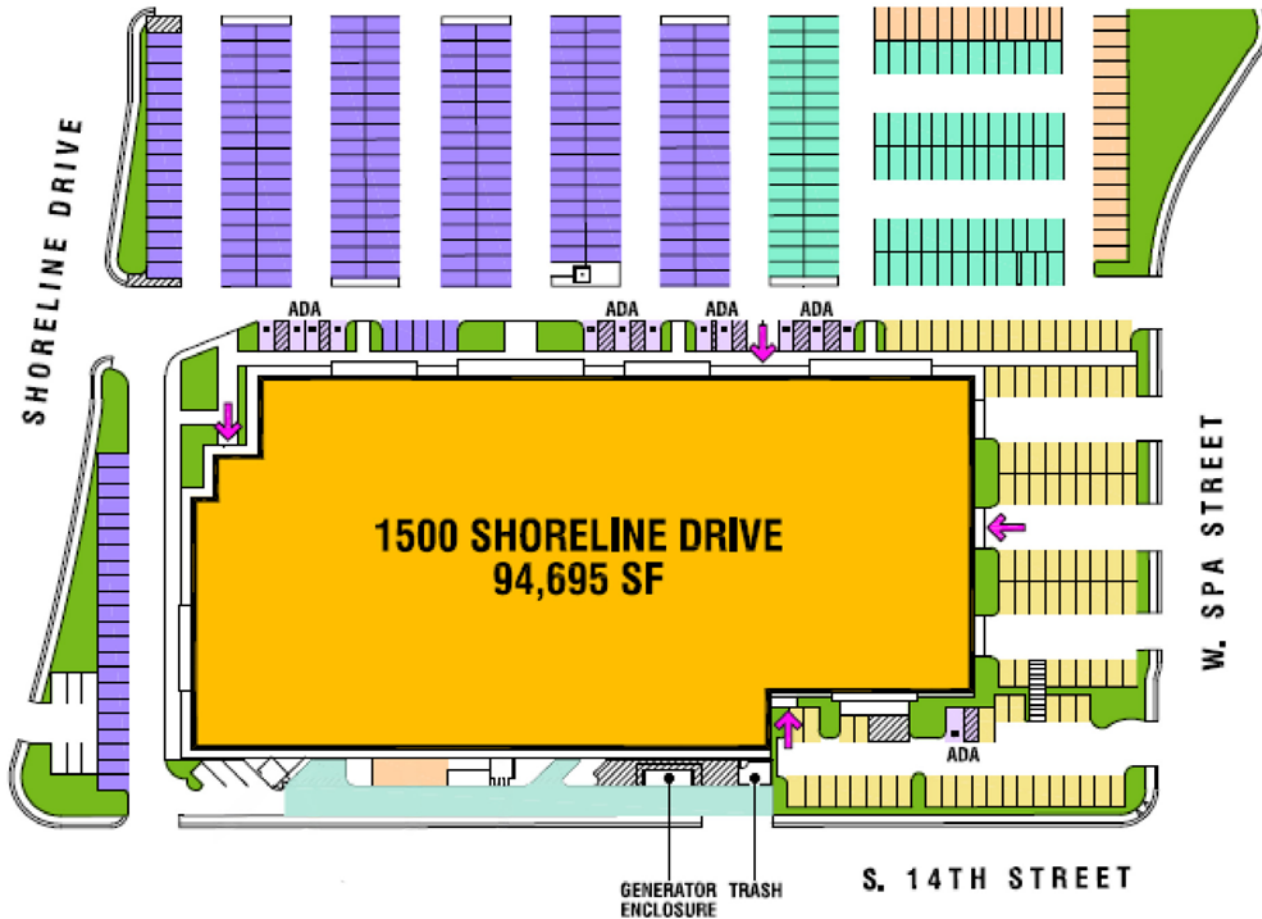 SHORELINE DRIVE
ADA
ADA
ADA
ADA
1500 SHORELINE DRIVE
94,695 SF
W. SPA STREET
ADA
GENERATOR
ENCLOSURE
TRASH
S. 14TH STREET